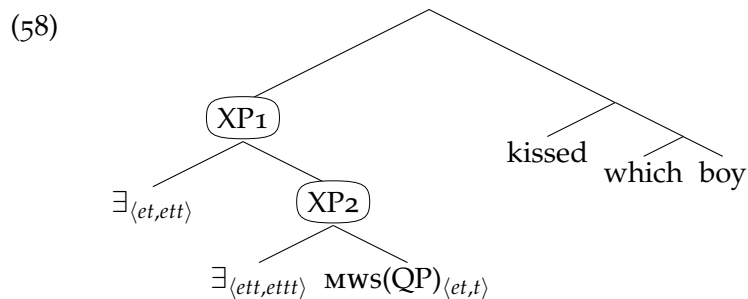 (58)
XP1
kissed
which boy
∃⟨et,ett⟩
XP2
∃⟨ett,ettt⟩ MWS(QP)⟨et,t⟩